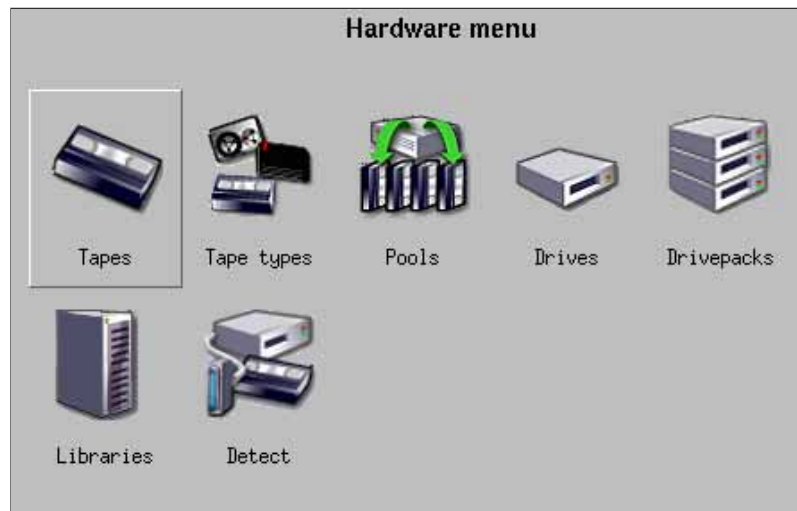 Hardware menu
Tapes
Tape types
Pools
Drives
Drivepacks
Libraries
Detect